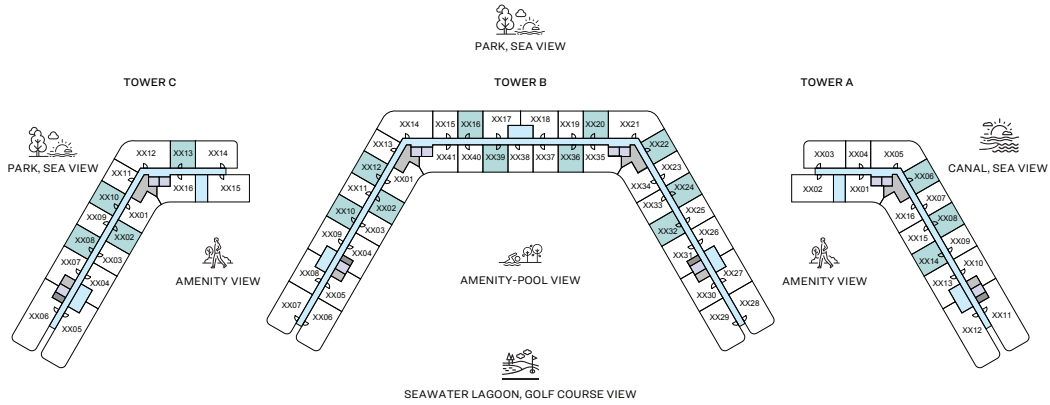 PARK, SEA VIEW
TOWER C
TOWER B
TOWER A
PARK, SEA VIEW
CANAL, SEA VIEW
XX12
XX13
XX14
XX11
XX16
XX15
XX10
XX01
XX09
XX02
XX08
XX03
XX07
XX04
XX06
XX05
AMENITY VIEW
XX14
XX15
XX16
XX17
XX18
XX20
XX21
XX13
XX41
XX40
XX39
XX38
XX37
XX36
XX35
XX22
XX12
XX01
XX34
XX23
XX11
XX02
XX33
XX24
XX10
XX03
XX32
XX25
XX09
XX04
XX31
XX26
XX08
XX05
XX30
XX27
XX07
XX06
XX29
XX28
AMENITY-POOL VIEW
XX03
XX04
XX05
XX02
XX01
XX06
XX16
XX07
XX15
XX08
XX14
XX09
XX13
XX10
XX12
XX11
AMENITY VIEW
SEAWATER LAGOON, GOLF COURSE VIEW